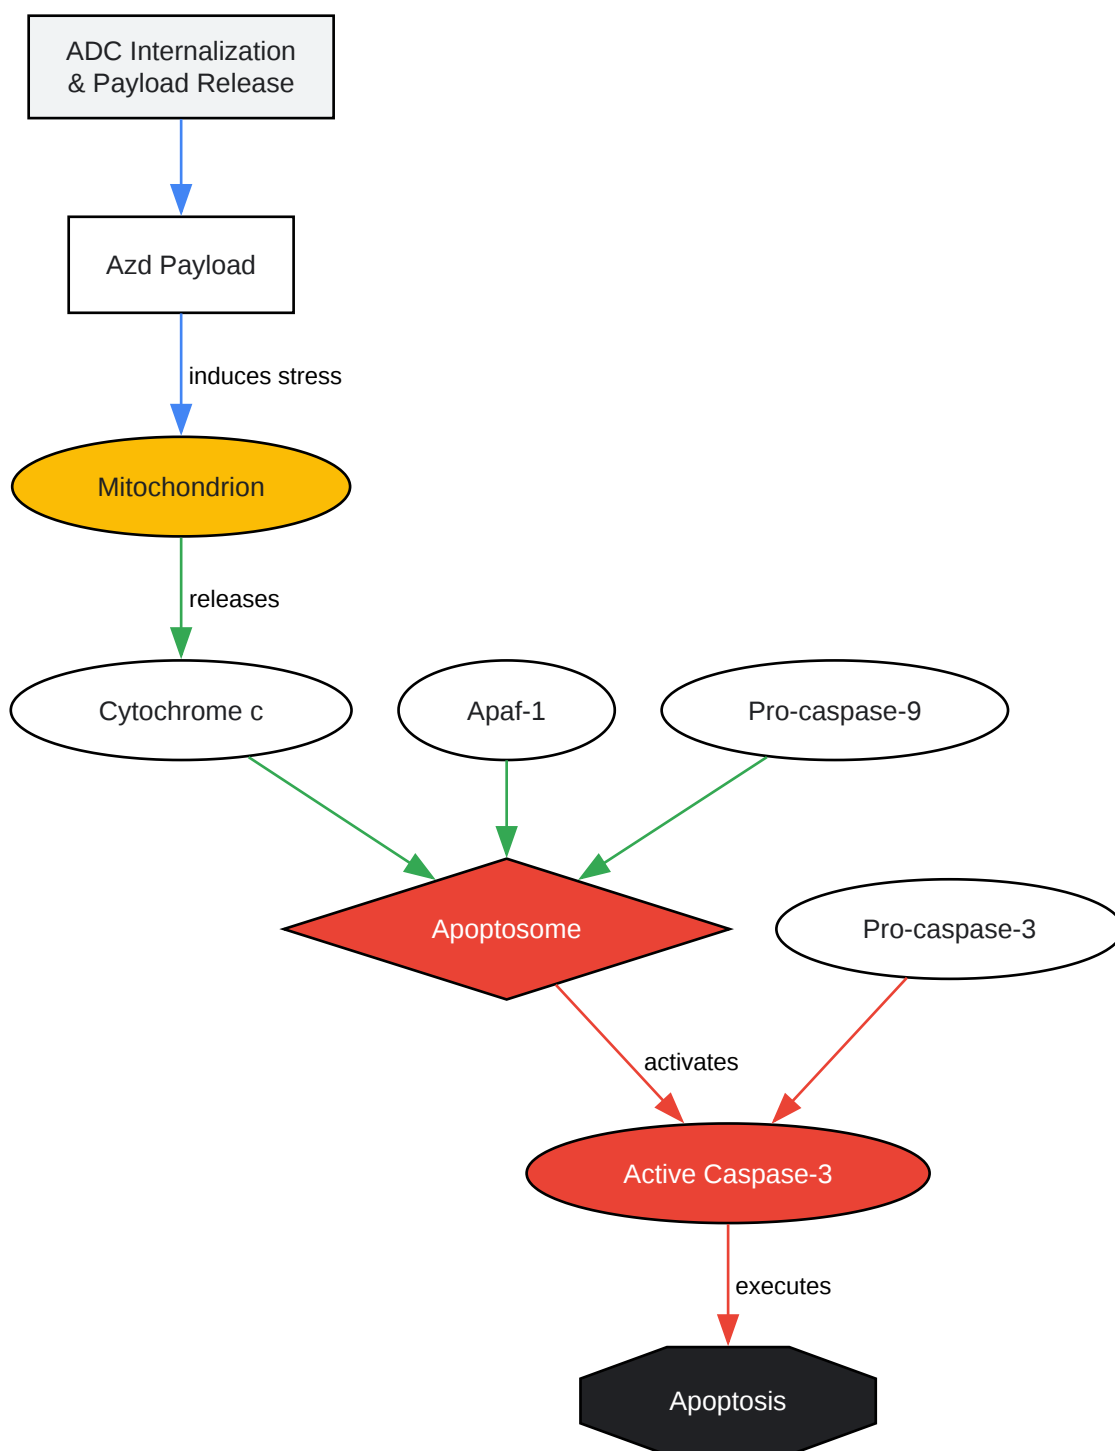 ADC Internalization
& Payload Release
Azd Payload
induces stress
Mitochondrion
releases
Cytochrome c
Apaf-1
Pro-caspase-9
Apoptosome
Pro-caspase-3
activates
Active Caspase-3
executes
Apoptosis